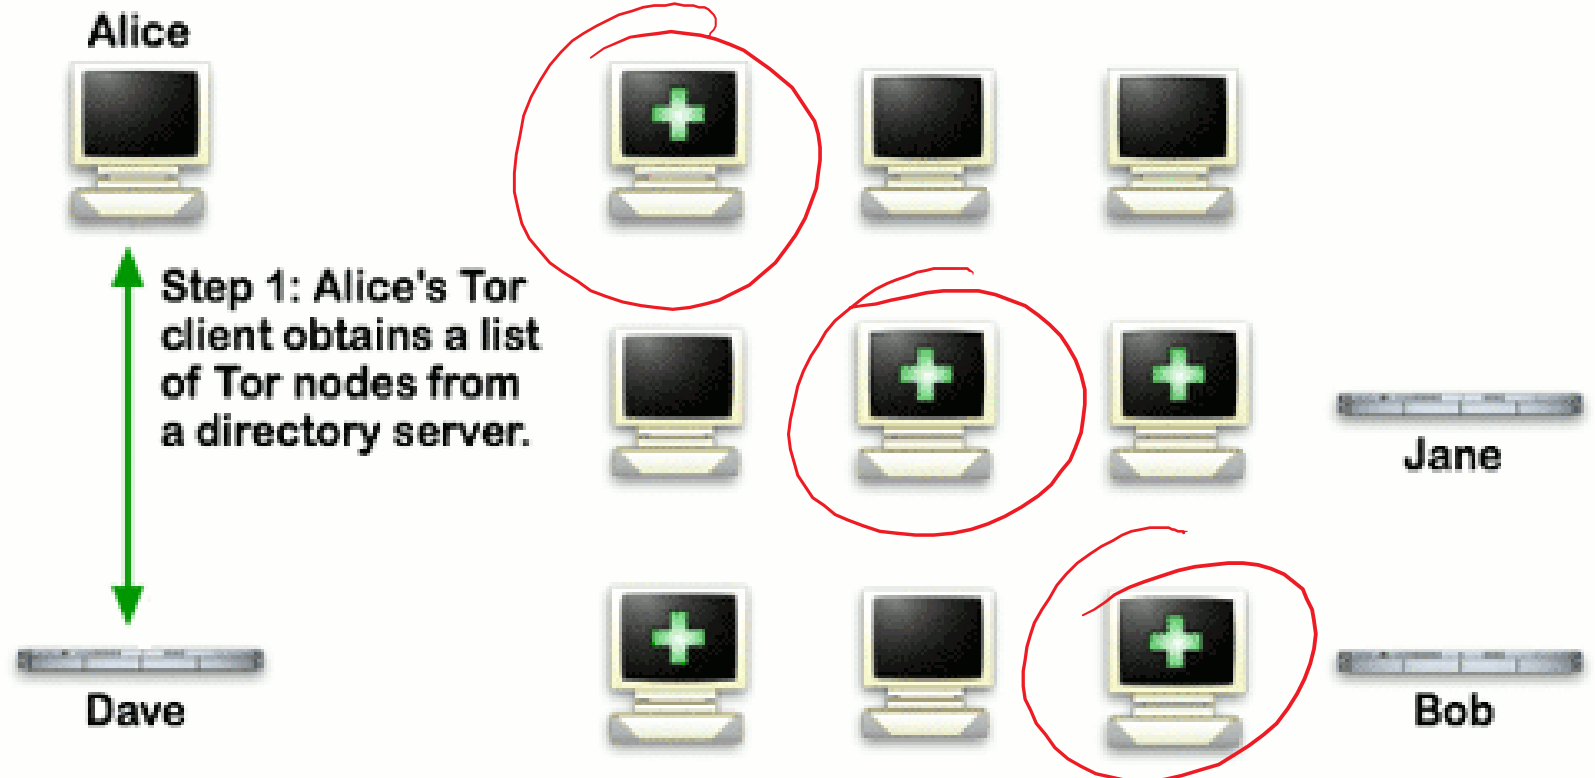 Alice
Step 1: Alice's Tor
client obtains a list
of Tor nodes from
a directory server.
Jane
Dave
Bob